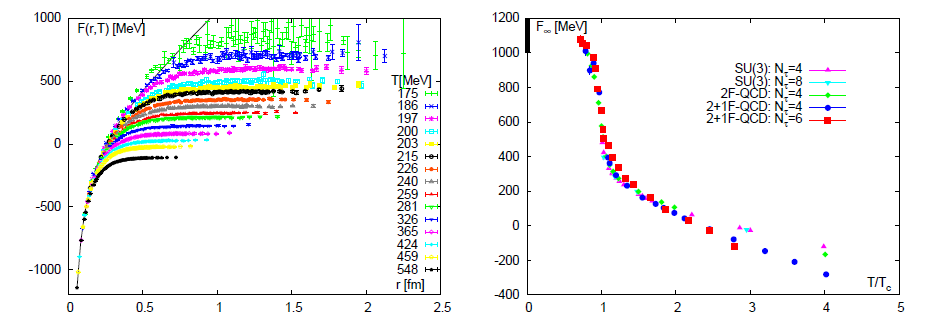 F(r,T) [MeV]
1000
500
0
-500
-1000
T[MeV]
175
186
197
200
203
215
226
240
259
281
326
365
424
459
548
r [fm]
0 0.5 1 1.5 2 2.5
F∞ [MeV]
1200
1000
800
600
400
200
0
-200
-400
SU(3): Nτ=4
SU(3): Nτ=8
2F-QCD: Nτ=4
2+1F-QCD: Nτ=4
2+1F-QCD: Nτ=6
T/Tc
0 1 2 3 4 5